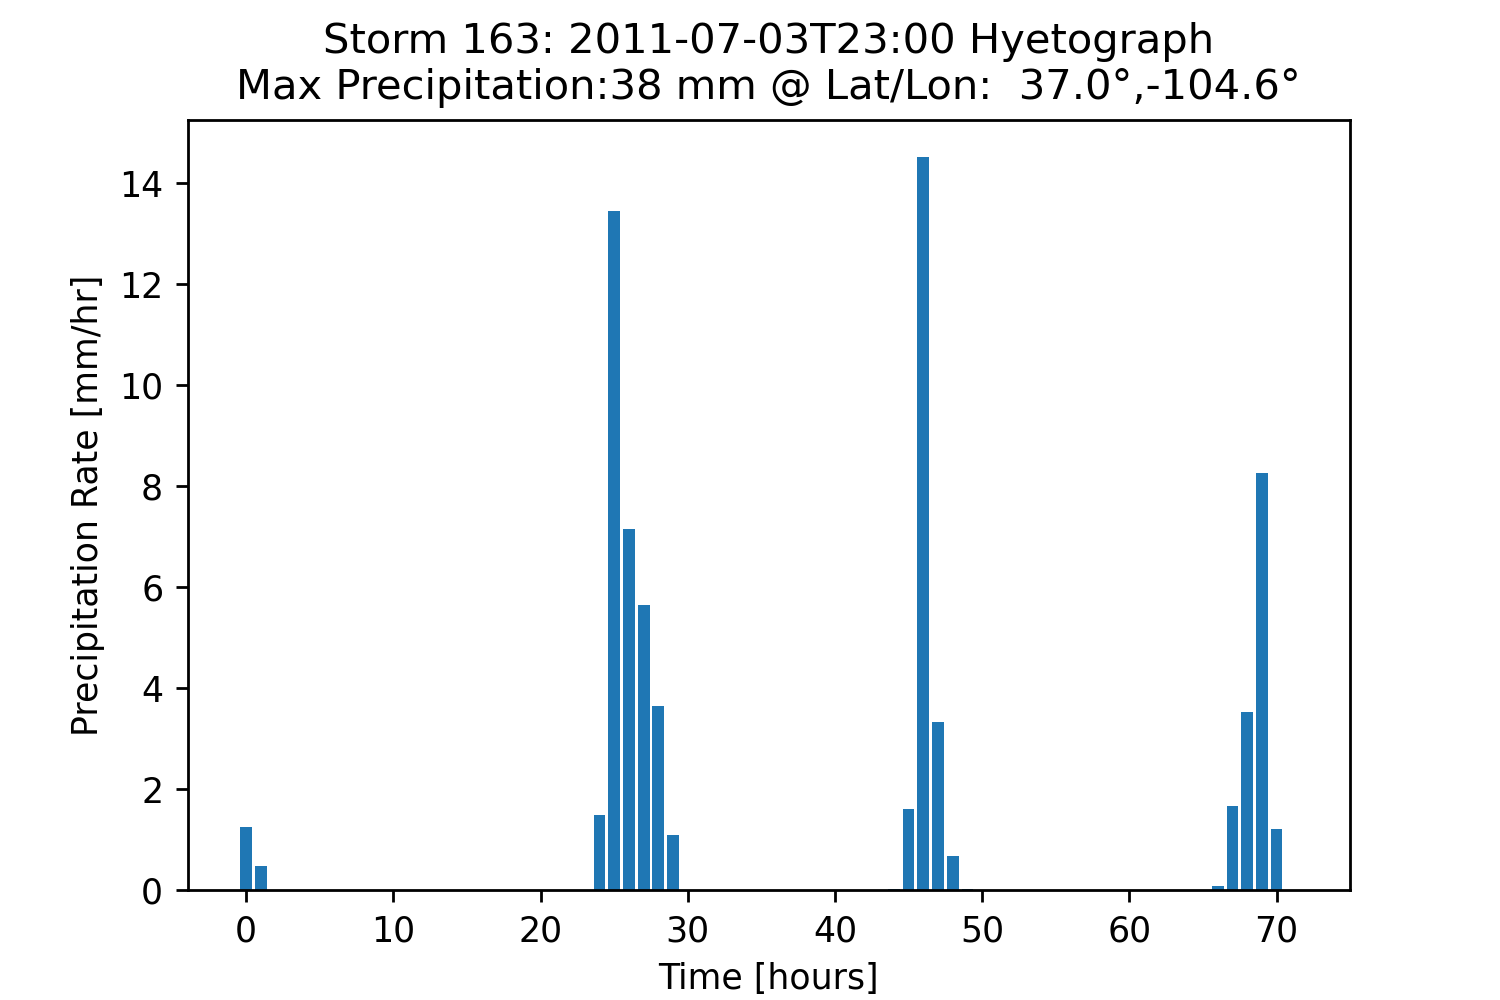 Storm 163: 2011-07-03T23:00 Hyetograph
Max Precipitation:38 mm @ Lat/Lon:  37.0°,-104.6°
Precipitation Rate [mm/hr]
14
12
10
8
6
4
2
0
0 10 20 30 40 50 60 70
Time [hours]